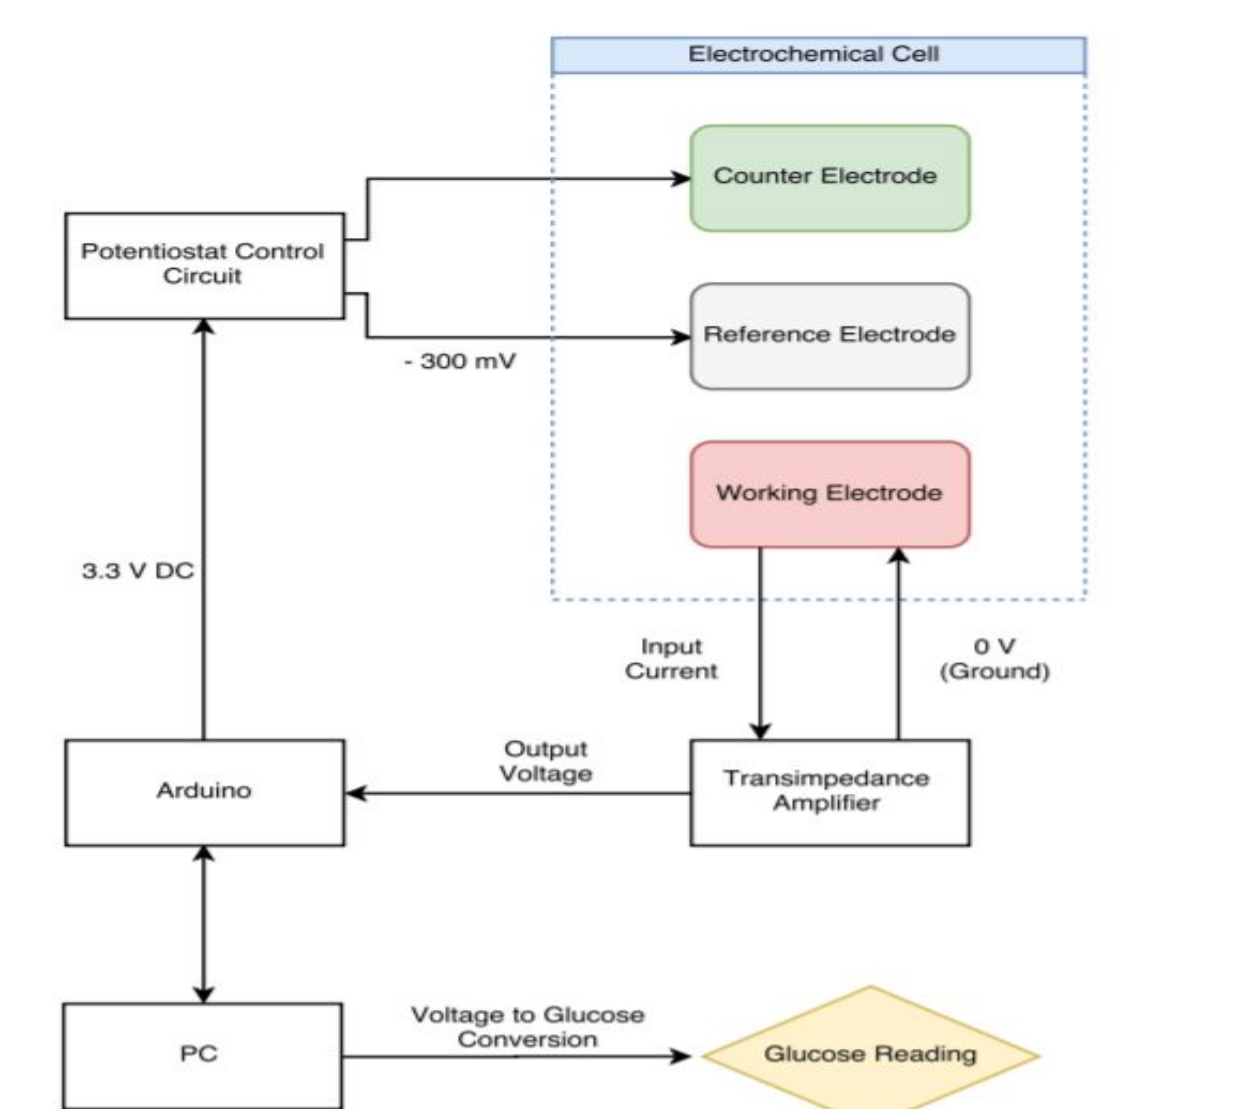 Electrochemical Cell
Counter Electrode
Potentiostat Control
Circuit
Reference Electrode
- 300 mV
Working Electrode
3.3 V DC
Input
Current
0 V
(Ground)
Output
Voltage
Arduino
Transimpedance
Amplifier
Voltage to Glucose
Conversion
PC
Glucose Reading